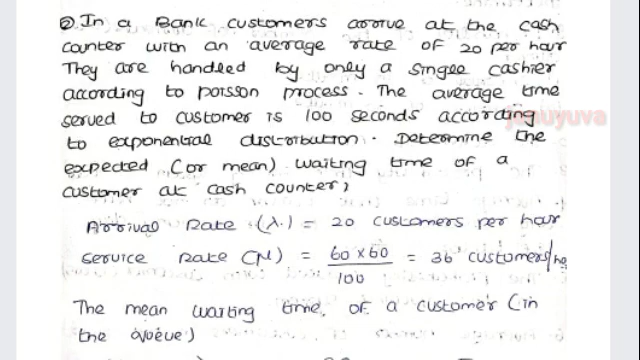 ② In a Bank customers arrive at the cash
counter with an average rate of 20 per hour
They are handled by only a single cashier
according to poisson process. The average time
served to customer is 100 seconds according
to exponential distribution. Determine the
expected (or mean) waiting time of a
customer at cash counter?
Arrival Rate (λ) = 20 customers per hour
Service Rate (μ) = 60 x 60 / 100 = 36 customers/hr
The mean waiting time of a customer (in
the queue)